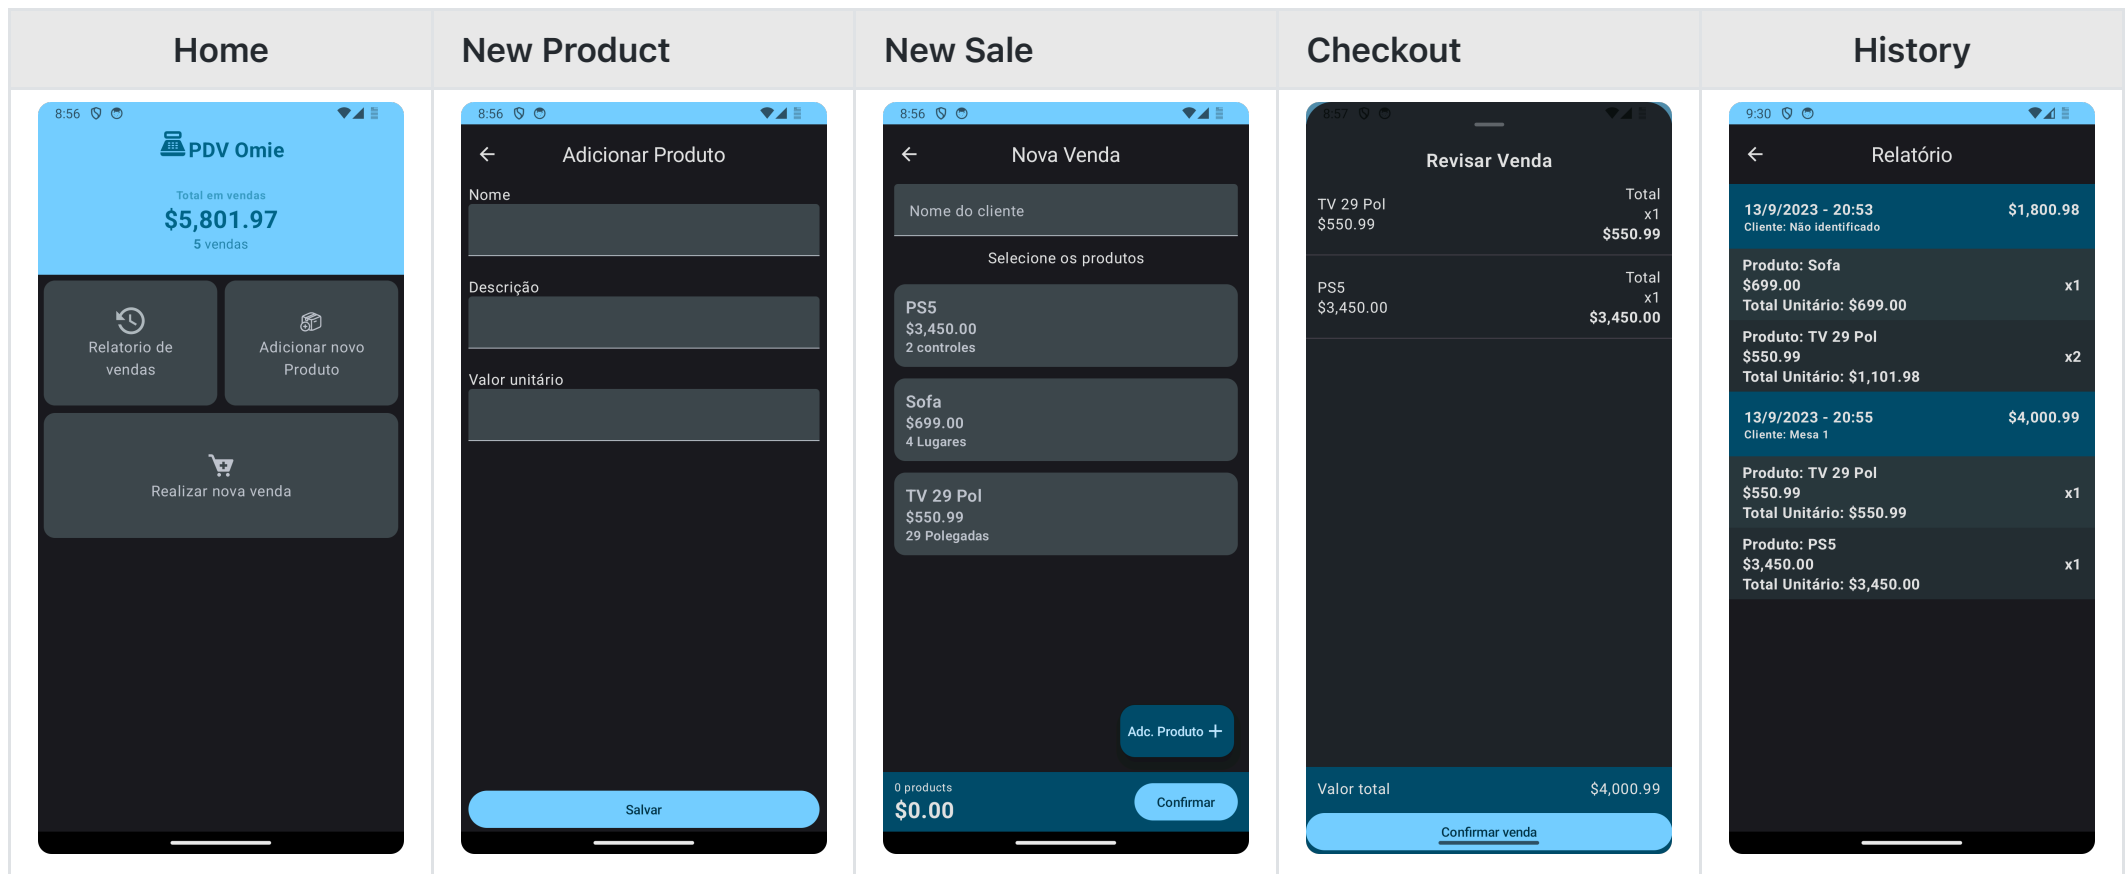 Home
New Product
New Sale
Checkout
History
8:56
PDV Omie
Total em vendas
$5,801.97
5 vendas
Relatorio de
vendas
Adicionar novo
Produto
Realizar nova venda
8:56
Adicionar Produto
Nome
Descrição
Valor unitário
Salvar
8:56
Nova Venda
Nome do cliente
Selecione os produtos
PS5
$3,450.00
2 controles
Sofa
$699.00
4 Lugares
TV 29 Pol
$550.99
29 Polegadas
Adc. Produto +
0 products
$0.00
Confirmar
8:57
Revisar Venda
TV 29 Pol
$550.99
Total
x1
$550.99
PS5
$3,450.00
Total
x1
$3,450.00
Valor total $4,000.99
Confirmar venda
9:30
Relatório
13/9/2023 - 20:53 $1,800.98
Cliente: Não identificado
Produto: Sofa
$699.00 x1
Total Unitário: $699.00
Produto: TV 29 Pol
$550.99 x2
Total Unitário: $1,101.98
13/9/2023 - 20:55 $4,000.99
Cliente: Mesa 1
Produto: TV 29 Pol
$550.99 x1
Total Unitário: $550.99
Produto: PS5
$3,450.00 x1
Total Unitário: $3,450.00